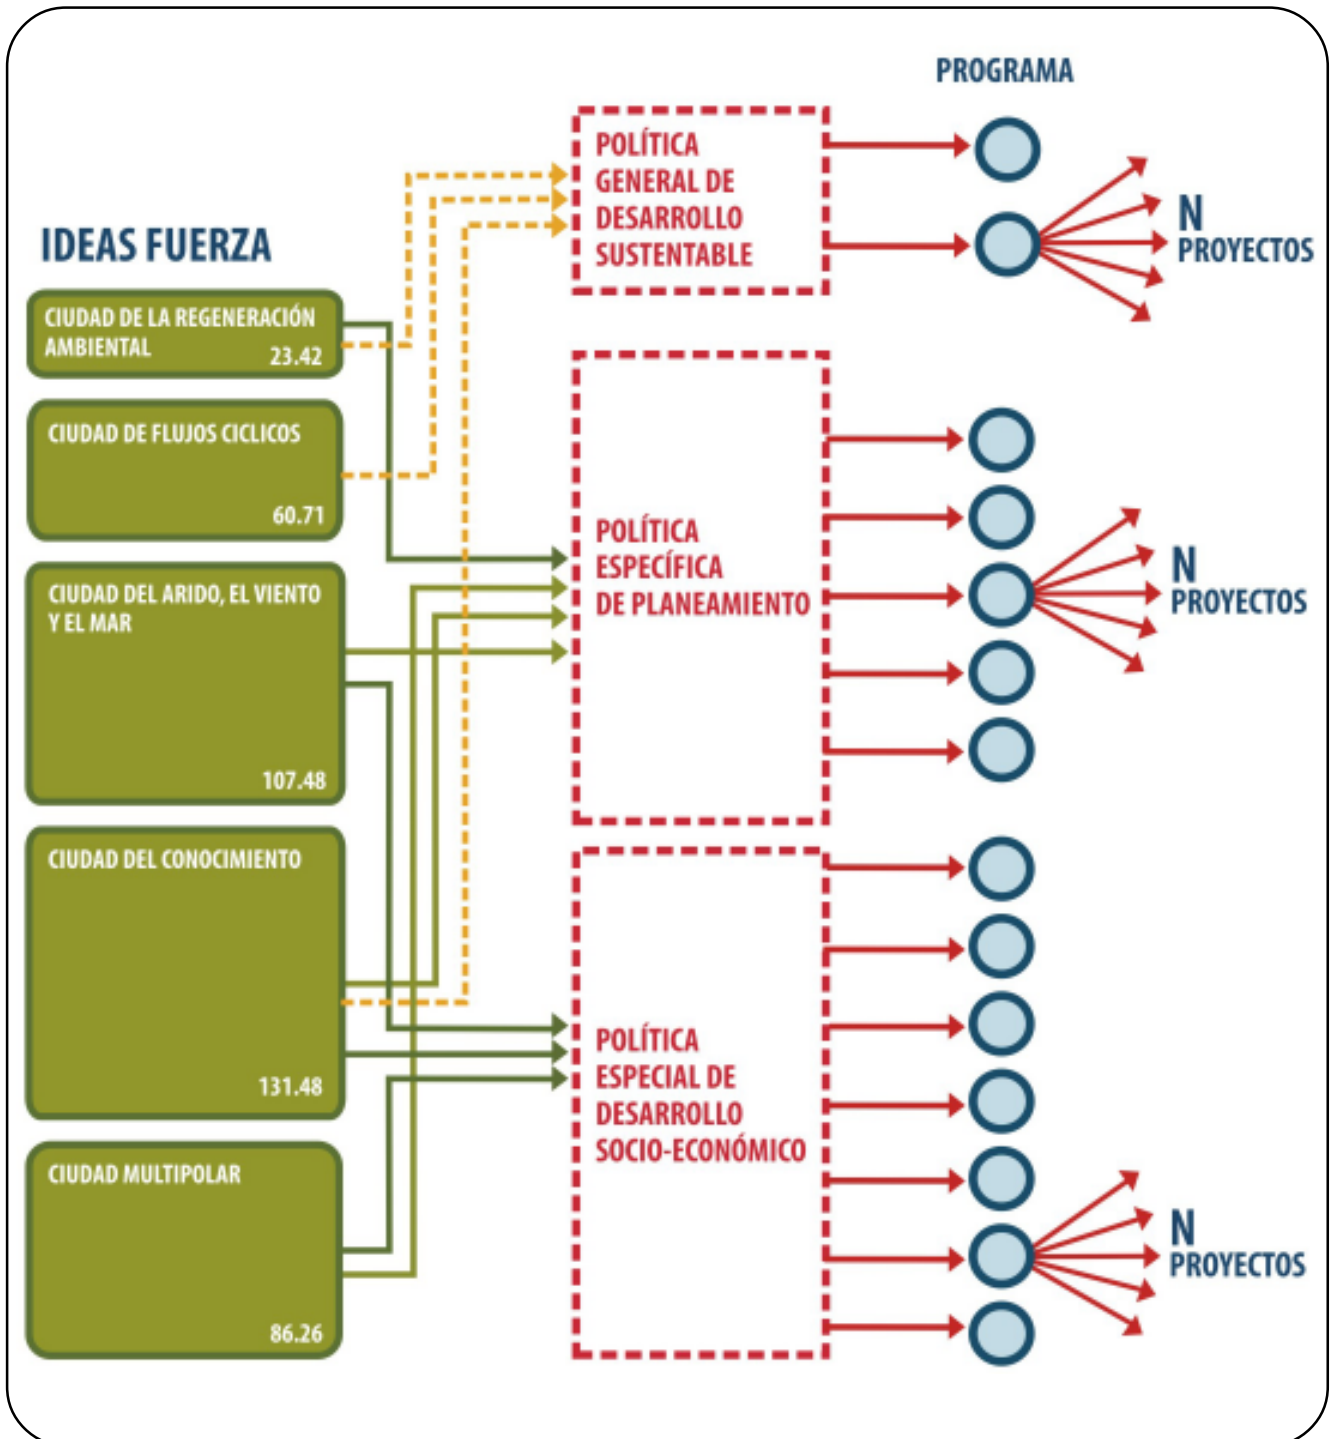 IDEAS FUERZA
CIUDAD DE LA REGENERACIÓN
AMBIENTAL
23.42
CIUDAD DE FLUJOS CICLICOS
60.71
CIUDAD DEL ARIDO, EL VIENTO
Y EL MAR
107.48
CIUDAD DEL CONOCIMIENTO
131.48
CIUDAD MULTIPOLAR
86.26
POLÍTICA
GENERAL DE
DESARROLLO
SUSTENTABLE
POLÍTICA
ESPECÍFICA
DE PLANEAMIENTO
POLÍTICA
ESPECIAL DE
DESARROLLO
SOCIO-ECONÓMICO
PROGRAMA
N
PROYECTOS
N
PROYECTOS
N
PROYECTOS